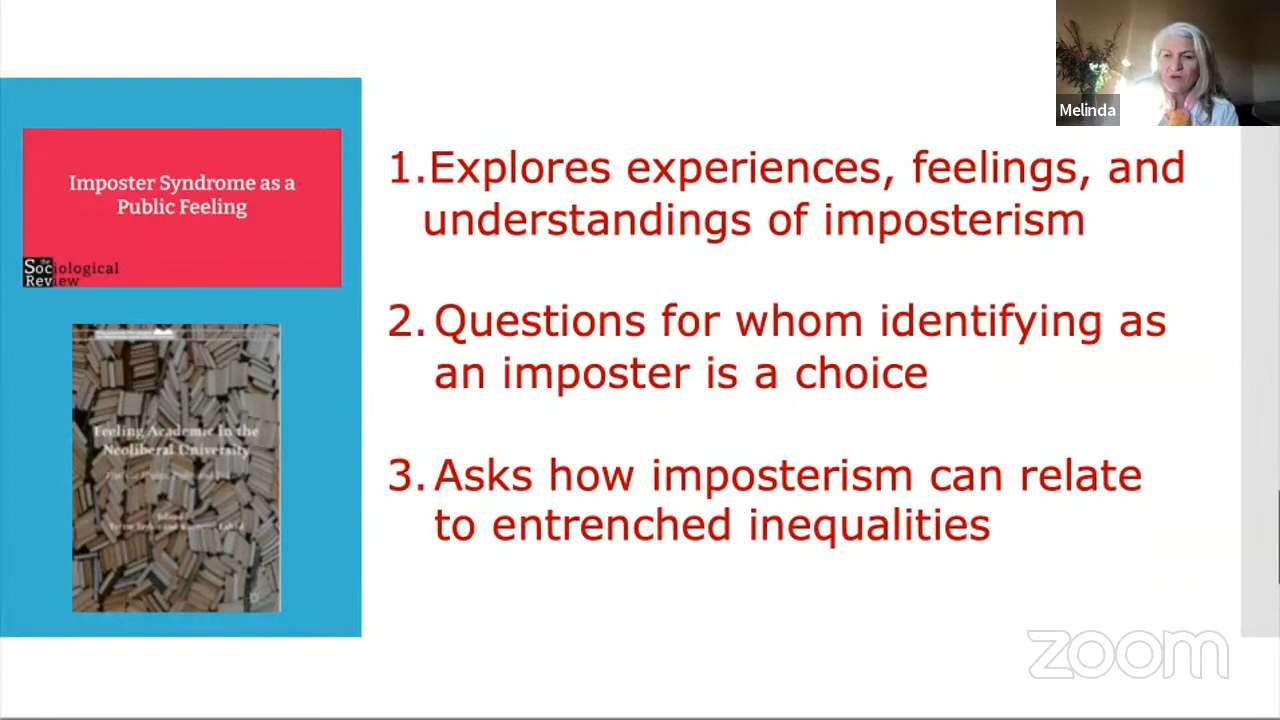 Melinda
Imposter Syndrome as a
Public Feeling
the
Sociological
Review
Feeling Academic in the
Neoliberal University
1.Explores experiences, feelings, and
understandings of imposterism
2. Questions for whom identifying as
an imposter is a choice
3. Asks how imposterism can relate
to entrenched inequalities
zoom